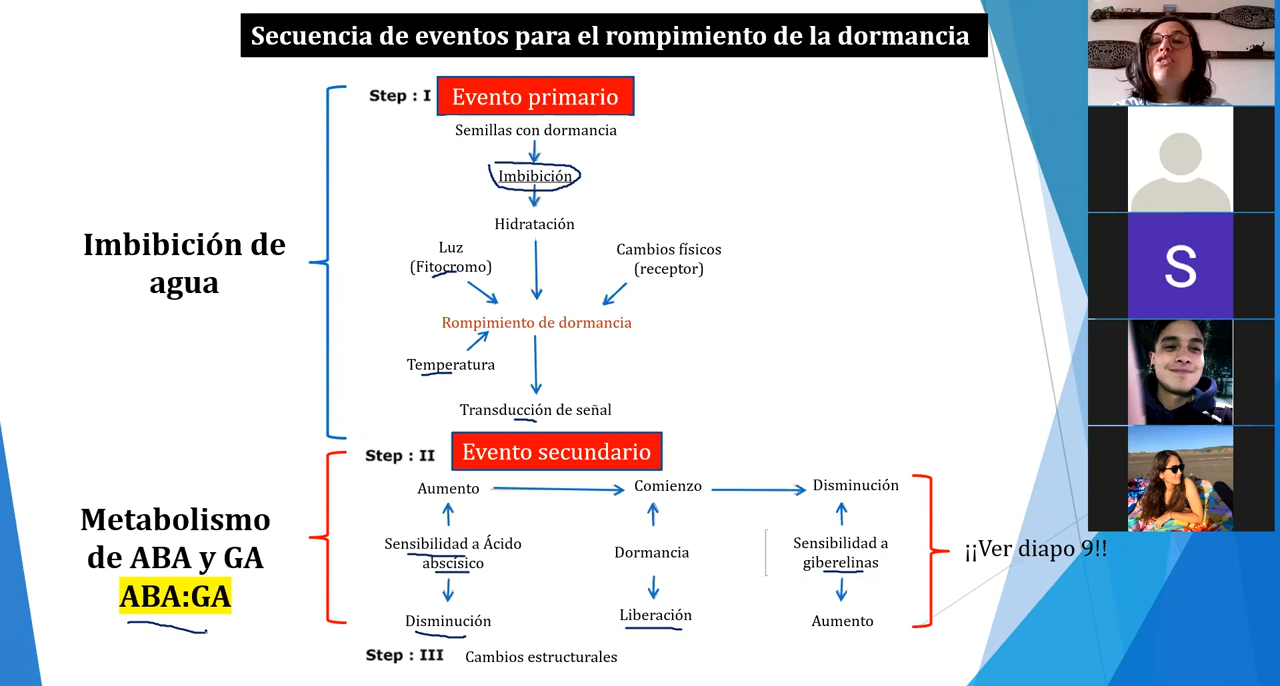 Secuencia de eventos para el rompimiento de la dormancia
Step : I
Evento primario
Semillas con dormancia
Imbibición
Hidratación
Luz
(Fitocromo)
Cambios físicos
(receptor)
Imbibición de
agua
Rompimiento de dormancia
Temperatura
Transducción de señal
Step : II
Evento secundario
Aumento
Comienzo
Disminución
Metabolismo
de ABA y GA
ABA:GA
Sensibilidad a Ácido
abscísico
Dormancia
Sensibilidad a
giberelinas
¡¡Ver diapo 9!!
Disminución
Liberación
Aumento
Step : III
Cambios estructurales
S